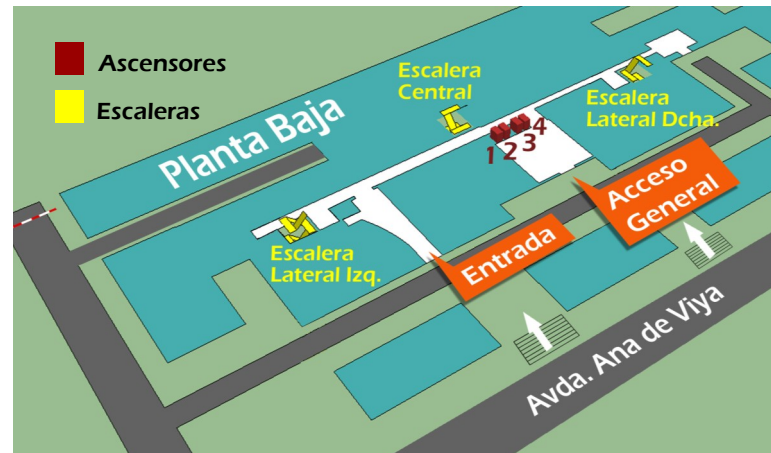 Ascensores
Escaleras
Planta Baja
Escalera
Central
Escalera
Lateral Dcha.
1 2 3 4
Acceso
General
Entrada
Escalera
Lateral Izq.
Avda. Ana de Viya